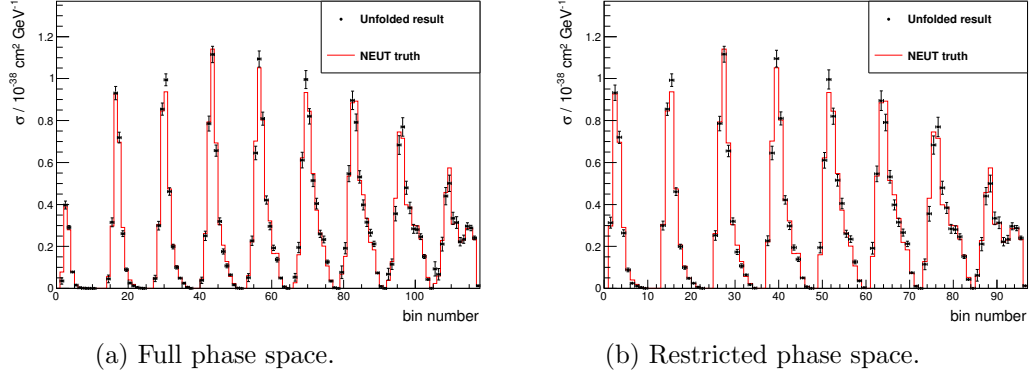 σ / 10⁻³⁸ cm² GeV⁻¹
1.2
1
0.8
0.6
0.4
0.2
0
0 20 40 60 80 100
bin number
Unfolded result
NEUT truth
(a) Full phase space.
σ / 10⁻³⁸ cm² GeV⁻¹
1.2
1
0.8
0.6
0.4
0.2
0
0 10 20 30 40 50 60 70 80 90
bin number
Unfolded result
NEUT truth
(b) Restricted phase space.